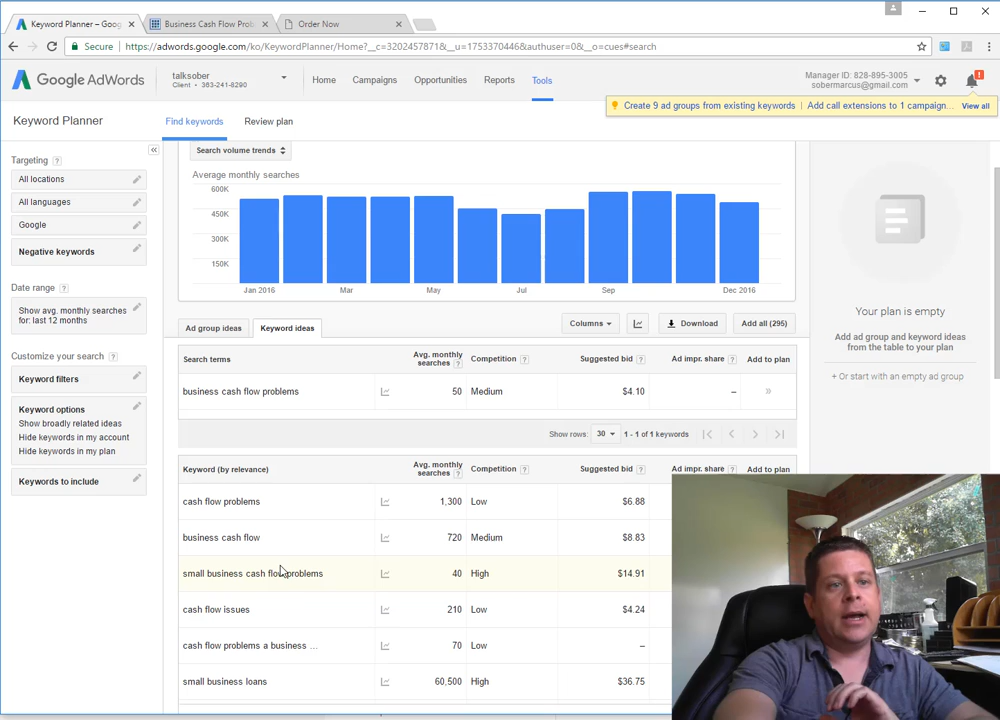 Keyword Planner – Goog
Business Cash Flow Prob
Order Now
Secure
https://adwords.google.com/ko/KeywordPlanner/Home?__c=3202457871&__u=1753370446&authuser=0&__o=cues#search
Google AdWords
talksober
Client • 363-241-8290
Home
Campaigns
Opportunities
Reports
Tools
Manager ID: 828-895-3005
sobermarcus@gmail.com
Create 9 ad groups from existing keywords | Add call extensions to 1 campaign... View all
Keyword Planner
Find keywords
Review plan
Targeting ?
All locations
All languages
Google
Negative keywords
Date range ?
Show avg. monthly searches
for: last 12 months
Customize your search ?
Keyword filters
Keyword options
Show broadly related ideas
Hide keywords in my account
Hide keywords in my plan
Keywords to include
Search volume trends
Average monthly searches
600K
450K
300K
150K
Jan 2016
Mar
May
Jul
Sep
Dec 2016
Ad group ideas
Keyword ideas
Columns
Download
Add all (295)
Search terms
Avg. monthly
searches ?
Competition ?
Suggested bid ?
Ad impr. share ?
Add to plan
business cash flow problems 50 Medium $4.10 – »
Show rows: 30 1 - 1 of 1 keywords
Keyword (by relevance)
Avg. monthly
searches ?
Competition ?
Suggested bid ?
Ad impr. share ?
Add to plan
cash flow problems 1,300 Low $6.88
business cash flow 720 Medium $8.83
small business cash flow problems 40 High $14.91
cash flow issues 210 Low $4.24
cash flow problems a business ... 70 Low –
small business loans 60,500 High $36.75
Your plan is empty
Add ad group and keyword ideas
from the table to your plan
+ Or start with an empty ad group